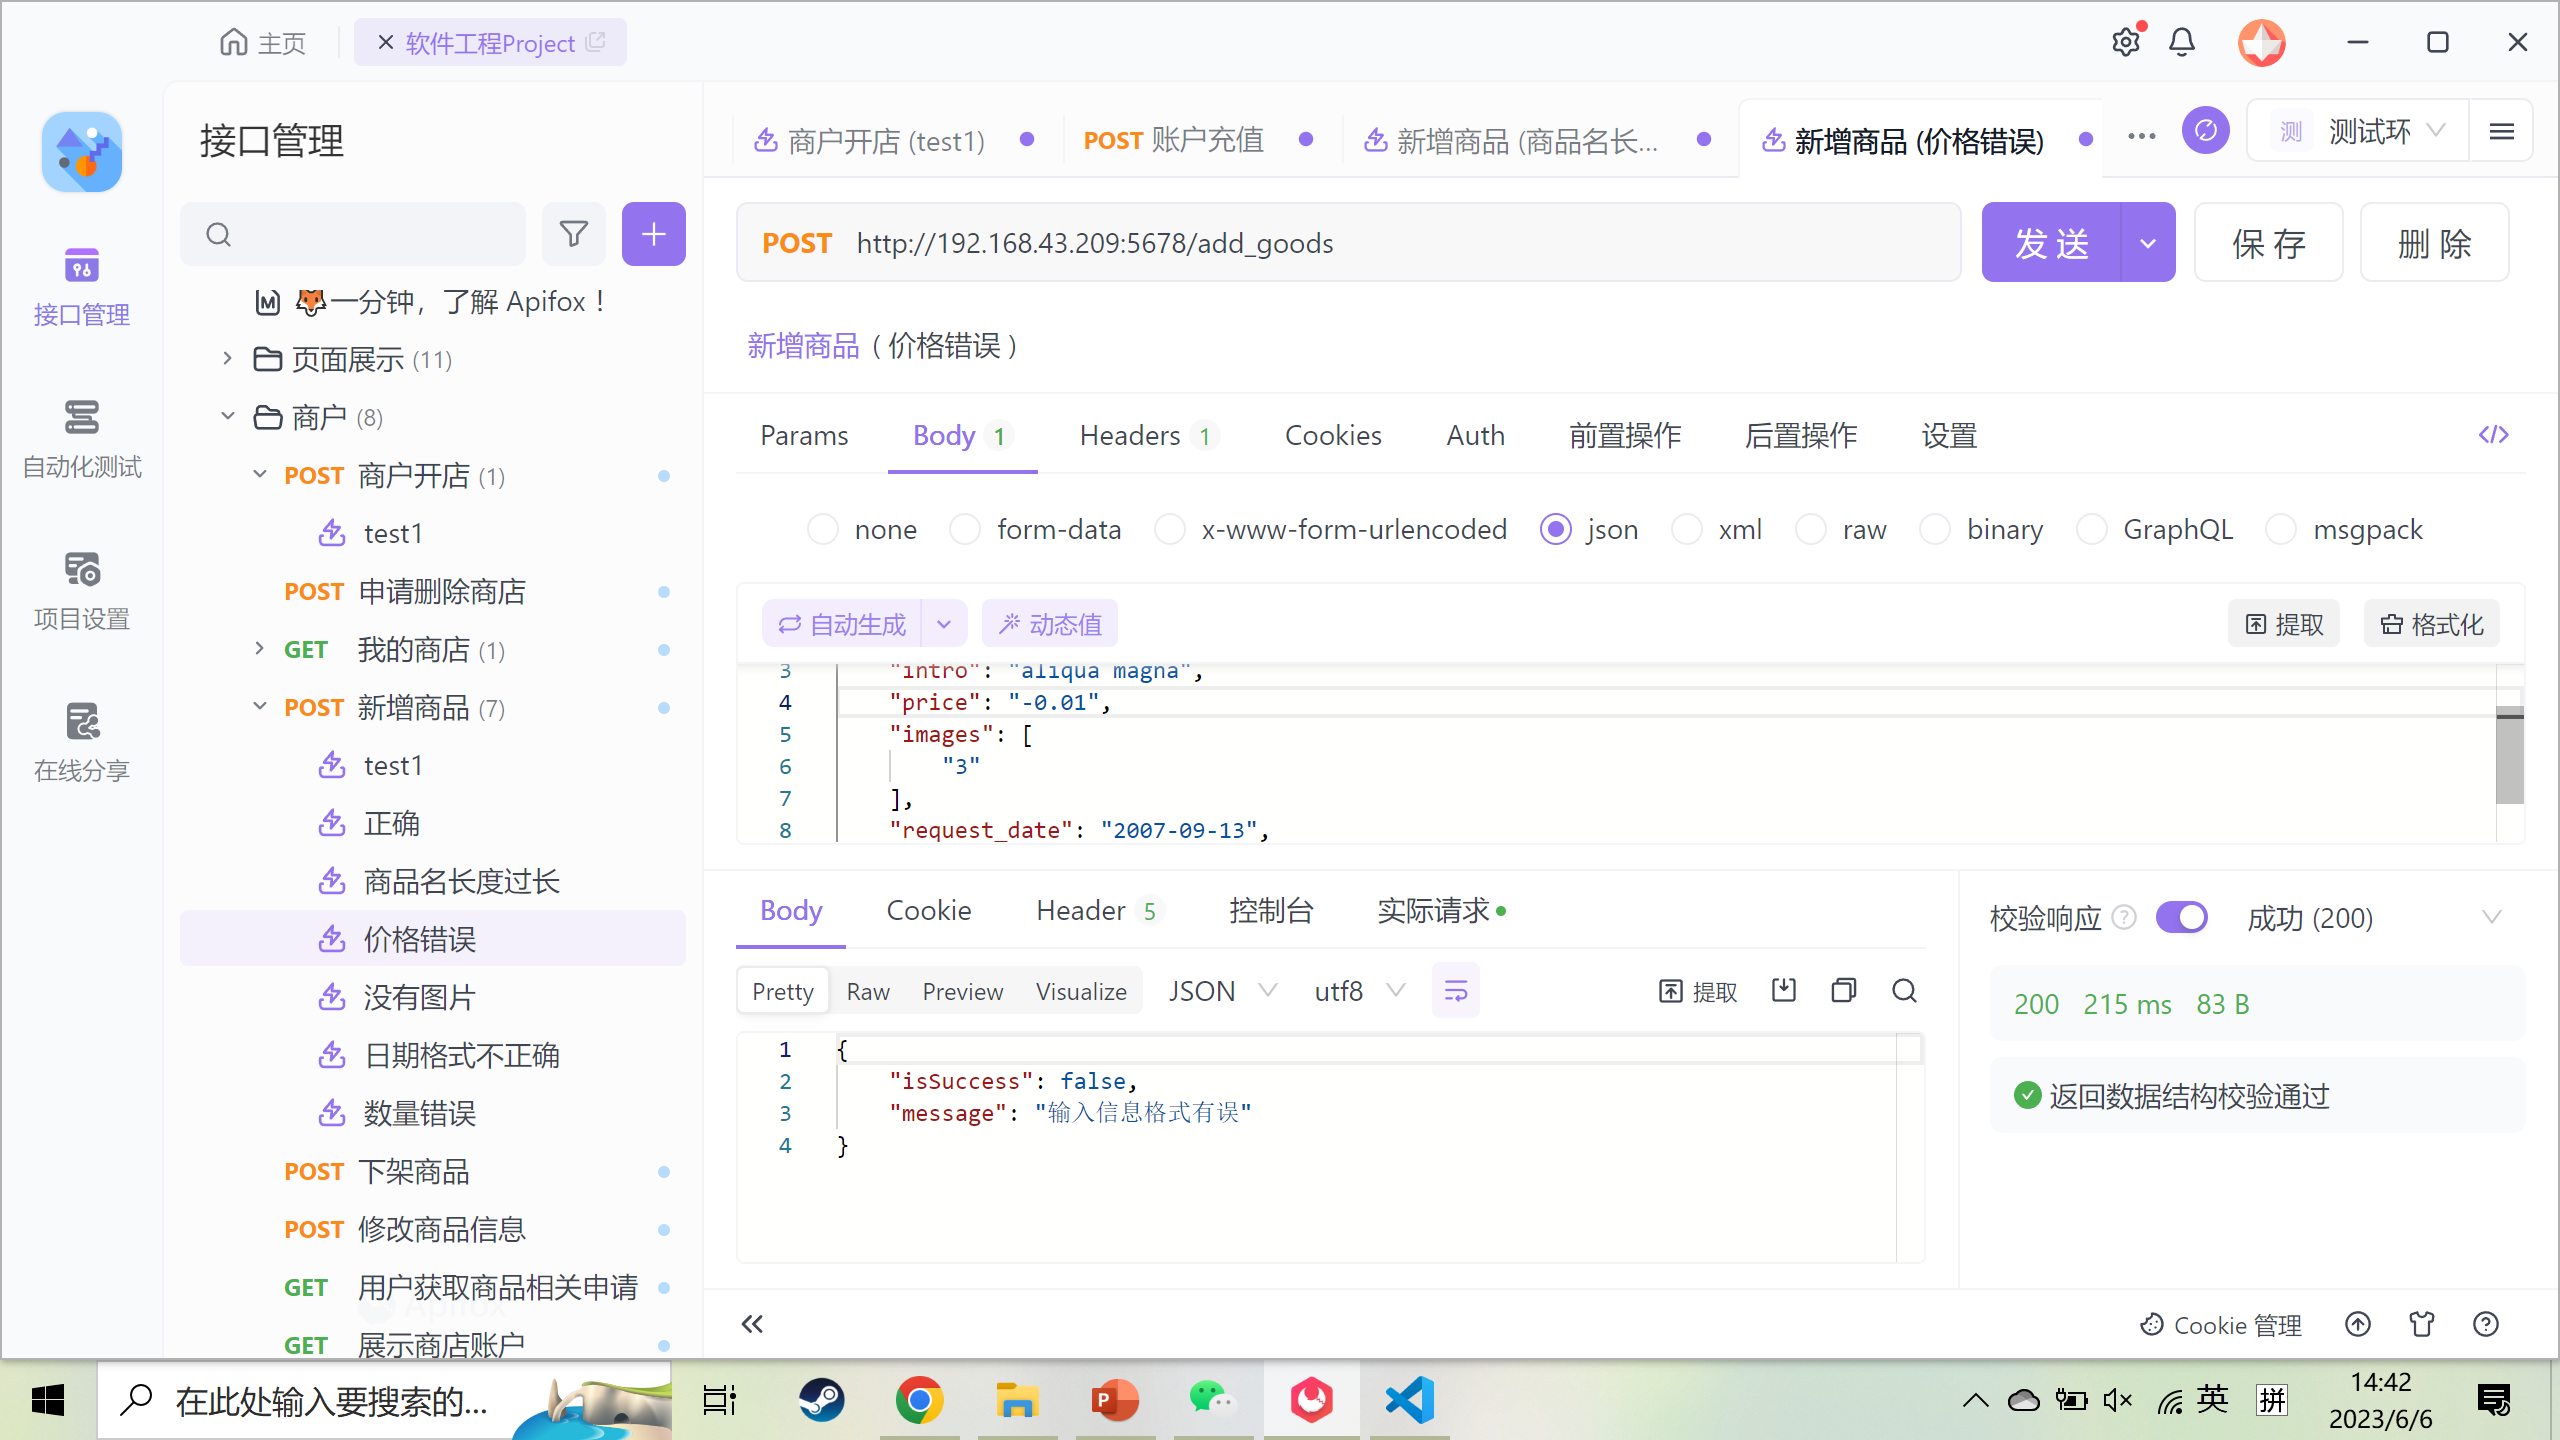 主页
软件工程Project
接口管理
自动化测试
项目设置
在线分享
接口管理
一分钟，了解 Apifox！
页面展示 (11)
商户 (8)
POST 商户开店 (1)
test1
POST 申请删除商店
GET 我的商店 (1)
POST 新增商品 (7)
test1
正确
商品名长度过长
价格错误
没有图片
日期格式不正确
数量错误
POST 下架商品
POST 修改商品信息
GET 用户获取商品相关申请
GET 展示商店账户
商户开店 (test1)
POST 账户充值
新增商品 (商品名长...
新增商品 (价格错误)
测 测试环
POST http://192.168.43.209:5678/add_goods
发 送
保 存
删 除
新增商品 ( 价格错误 )
Params Body 1 Headers 1 Cookies Auth 前置操作 后置操作 设置
none form-data x-www-form-urlencoded json xml raw binary GraphQL msgpack
自动生成 动态值 提取 格式化
3 "intro": "aliqua magna",
4 "price": "-0.01",
5 "images": [
6 "3"
7 ],
8 "request_date": "2007-09-13",
Body Cookie Header 5 控制台 实际请求
Pretty Raw Preview Visualize JSON utf8 提取
1 {
2 "isSuccess": false,
3 "message": "输入信息格式有误"
4 }
校验响应 ? 成功 (200)
200 215 ms 83 B
返回数据结构校验通过
Cookie 管理
在此处输入要搜索的...
英 拼
14:42
2023/6/6